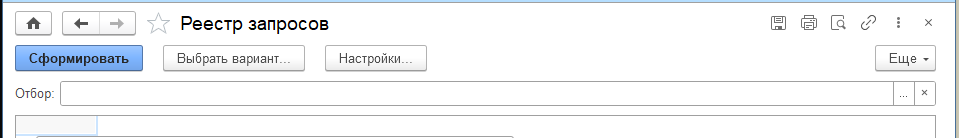 Реестр запросов
Сформировать Выбрать вариант... Настройки... Еще
Отбор: ... ×